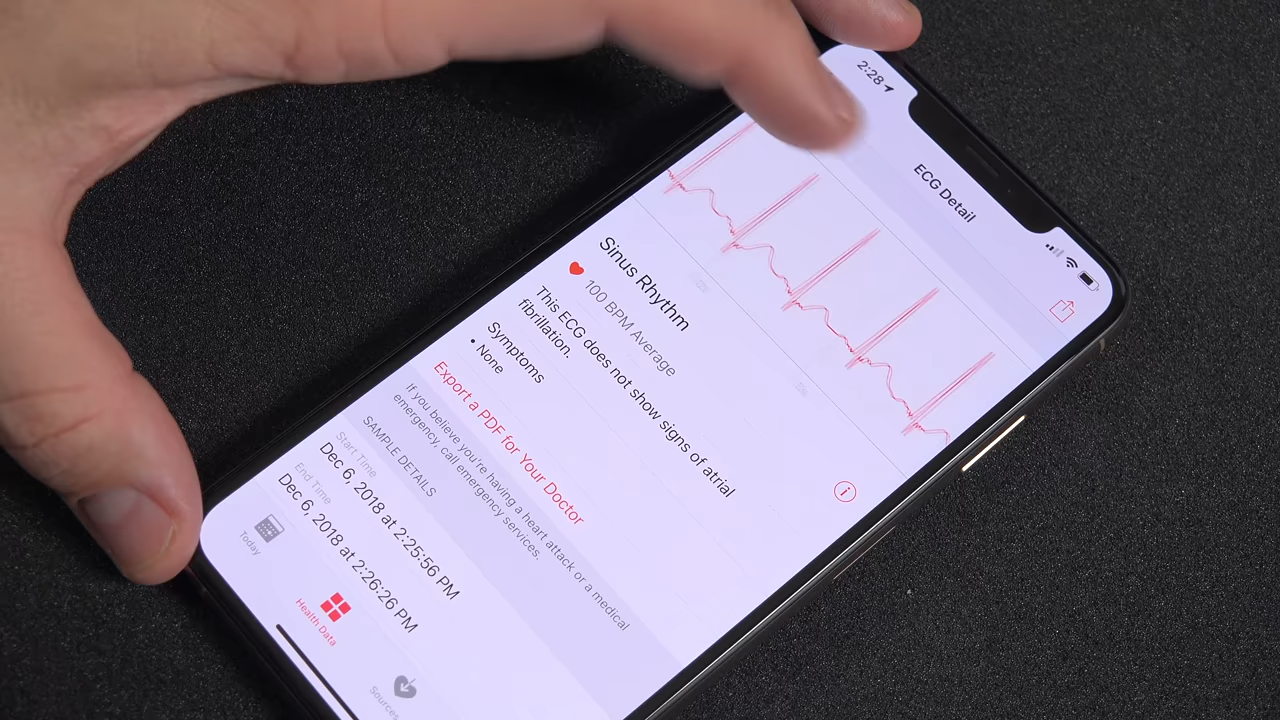 2:28
ECG Detail
Sinus Rhythm
100 BPM Average
This ECG does not show signs of atrial
fibrillation.
Symptoms
• None
Export a PDF for Your Doctor
If you believe you're having a heart attack or a medical
emergency, call emergency services.
SAMPLE DETAILS
Start Time
Dec 6, 2018 at 2:25:56 PM
End Time
Dec 6, 2018 at 2:26:26 PM
Today
Health Data
Sources